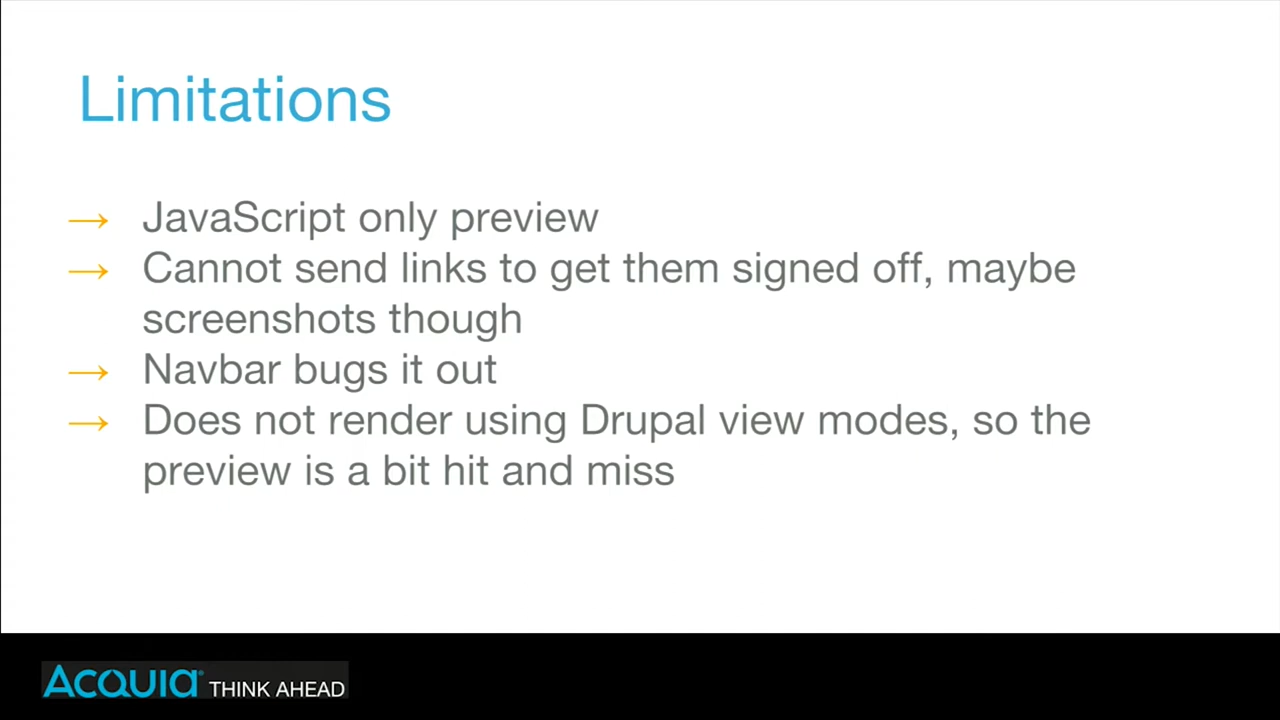 Limitations
→ JavaScript only preview
→ Cannot send links to get them signed off, maybe
screenshots though
→ Navbar bugs it out
→ Does not render using Drupal view modes, so the
preview is a bit hit and miss
ACQUIA® THINK AHEAD